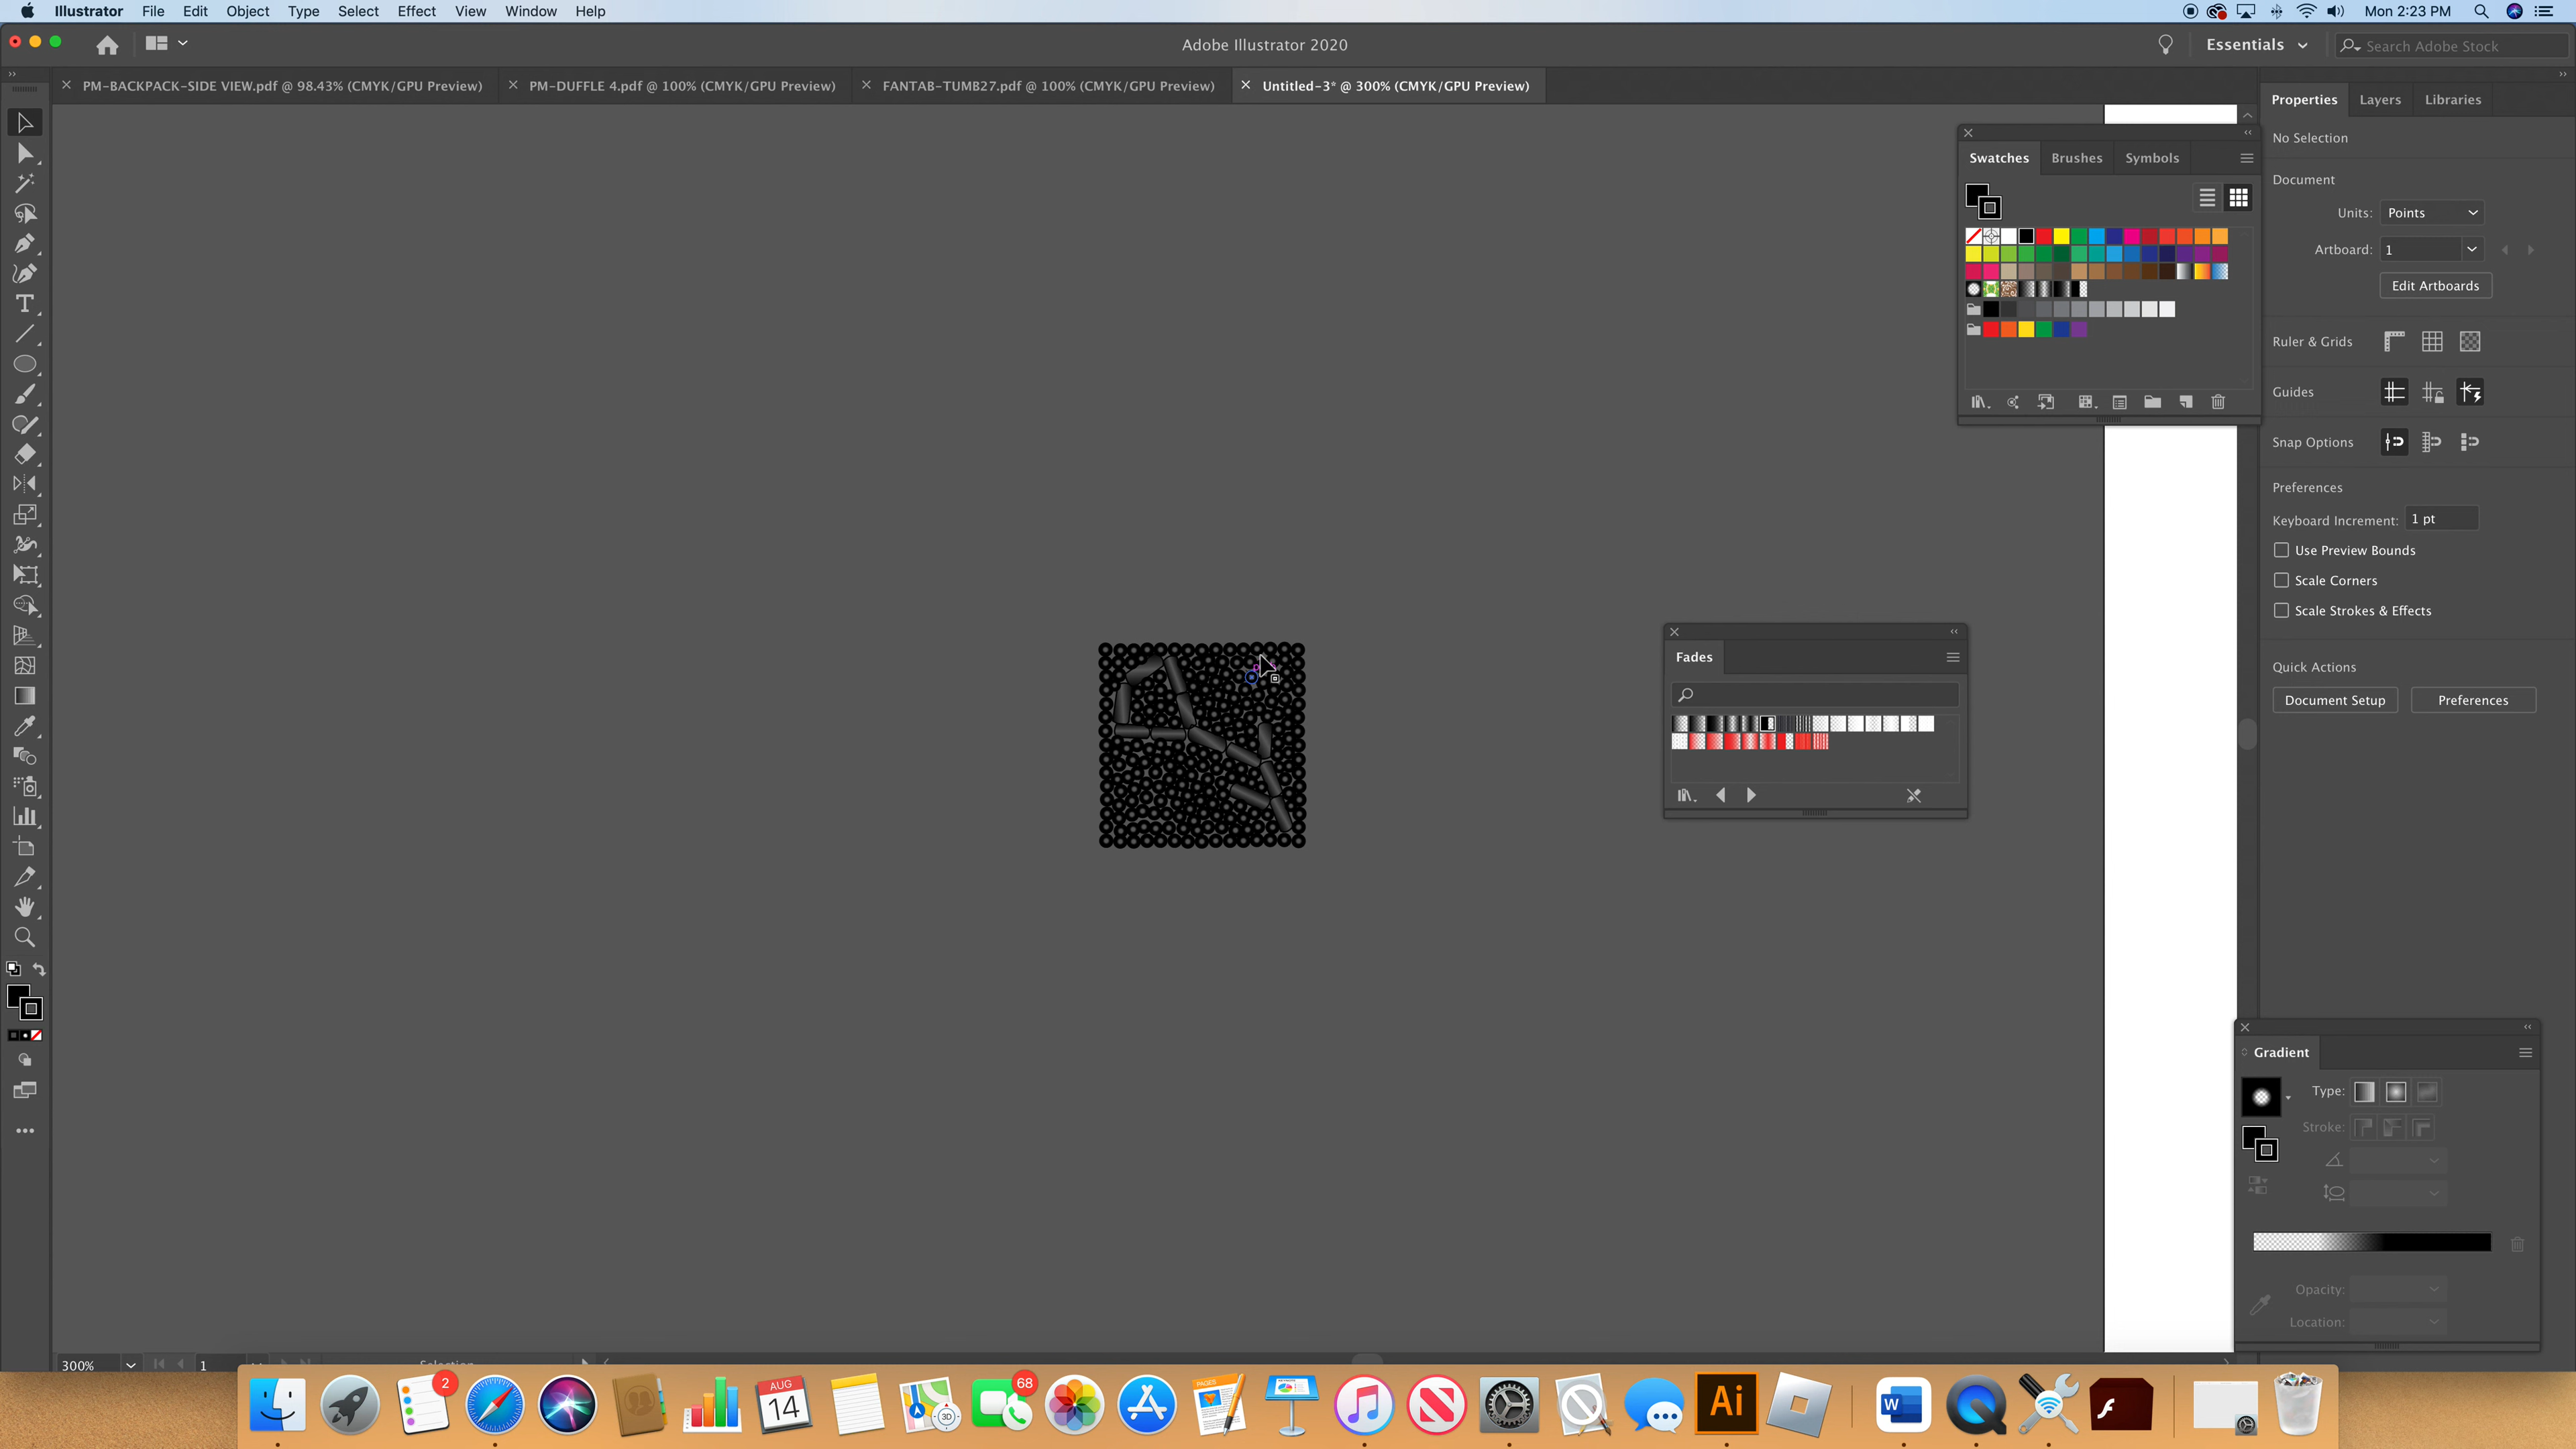 Illustrator File Edit Object Type Select Effect View Window Help Mon 2:23 PM
Adobe Illustrator 2020 Essentials Search Adobe Stock
PM-BACKPACK-SIDE VIEW.pdf @ 98.43% (CMYK/GPU Preview) PM-DUFFLE 4.pdf @ 100% (CMYK/GPU Preview) FANTAB-TUMB27.pdf @ 100% (CMYK/GPU Preview) Untitled-3* @ 300% (CMYK/GPU Preview)
Properties Layers Libraries
No Selection
Swatches Brushes Symbols
Document
Units: Points
Artboard: 1
Edit Artboards
Ruler & Grids
Guides
Snap Options
Preferences
Keyboard Increment: 1 pt
Use Preview Bounds
Scale Corners
Scale Strokes & Effects
Fades
Quick Actions
Document Setup Preferences
Gradient
Type:
Stroke:
Opacity:
Location:
300% 1 Selection
2
AUG
14
3D
68
PAGES
Ai
W